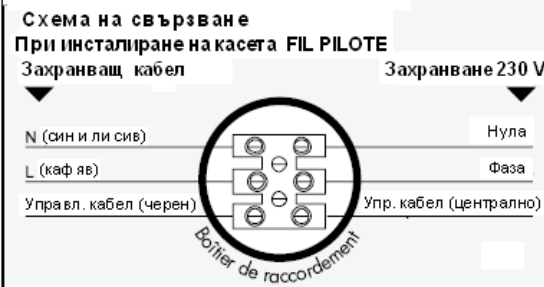 Схема на свързване
При инсталиране на касета FIL PILOTE
Захранващ кабел
Захранване 230 V
N (син или сив)
Нула
L (кафяв)
Фаза
Управл. кабел (черен)
Упр. кабел (централно)
Boîtier de raccordement